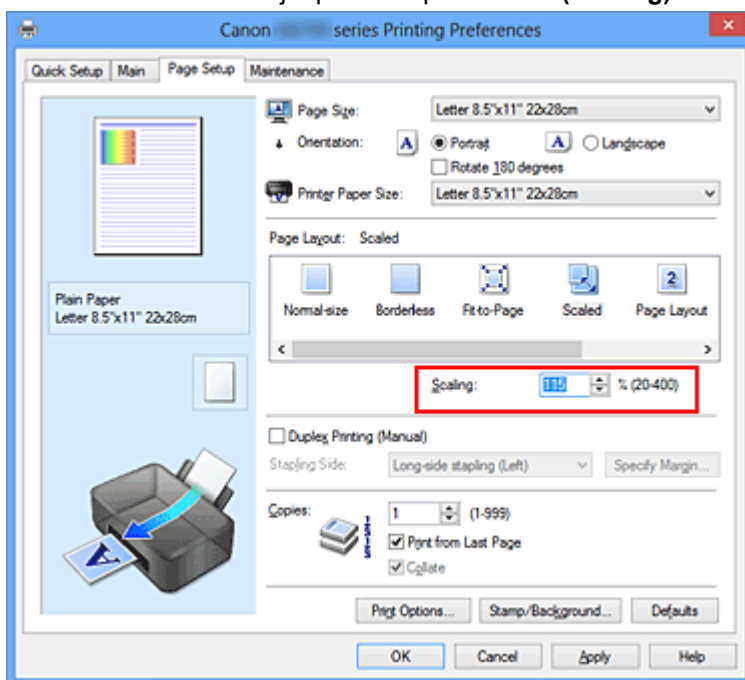 Canon series Printing Preferences
Quick Setup Main Page Setup Maintenance
Page Size: Letter 8.5"x11" 22x28cm
Orientation: A Portrait A Landscape
Rotate 180 degrees
Printer Paper Size: Letter 8.5"x11" 22x28cm
Page Layout: Scaled
Plain Paper
Letter 8.5"x11" 22x28cm
2
Normal-size Borderless Fit-to-Page Scaled Page Layout
Scaling: 115 % (20-400)
Duplex Printing (Manual)
Stapling Side: Long-side stapling (Left) Specify Margin...
Copies: 1 (1-999)
Print from Last Page
Collate
A
Print Options... Stamp/Background... Defaults
OK Cancel Apply Help